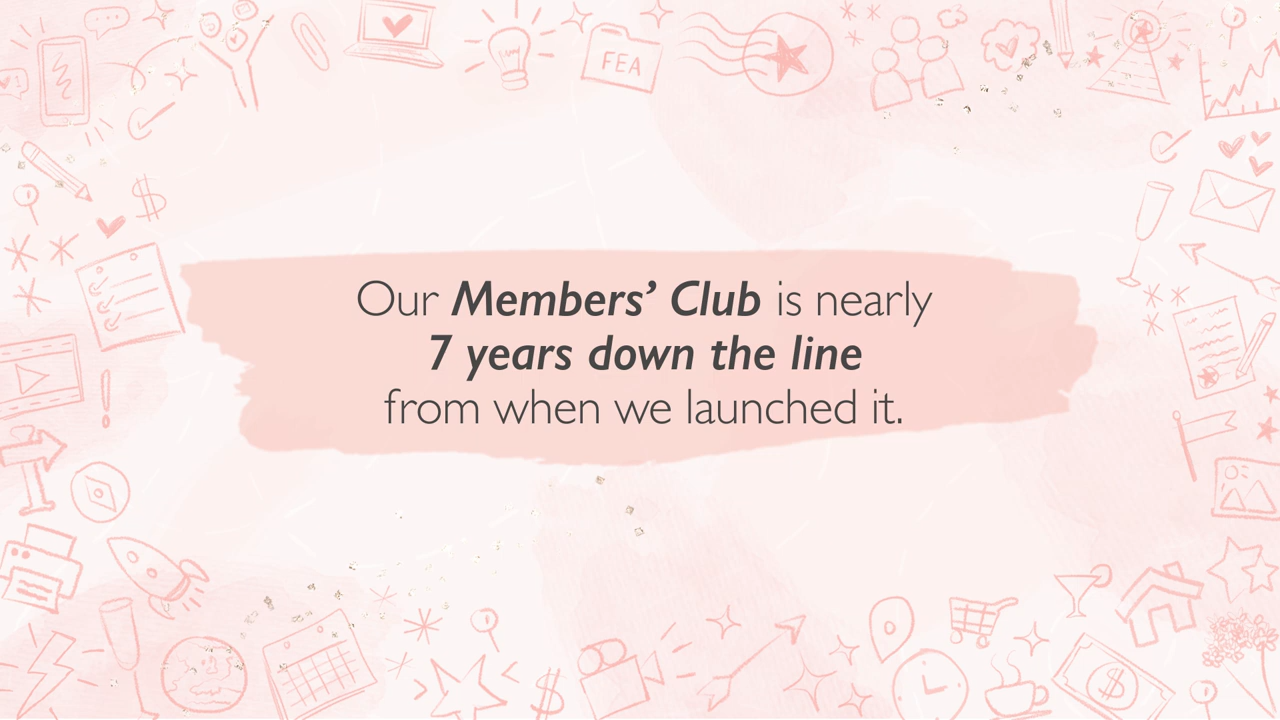 FEA
Our Members’ Club is nearly
7 years down the line
from when we launched it.